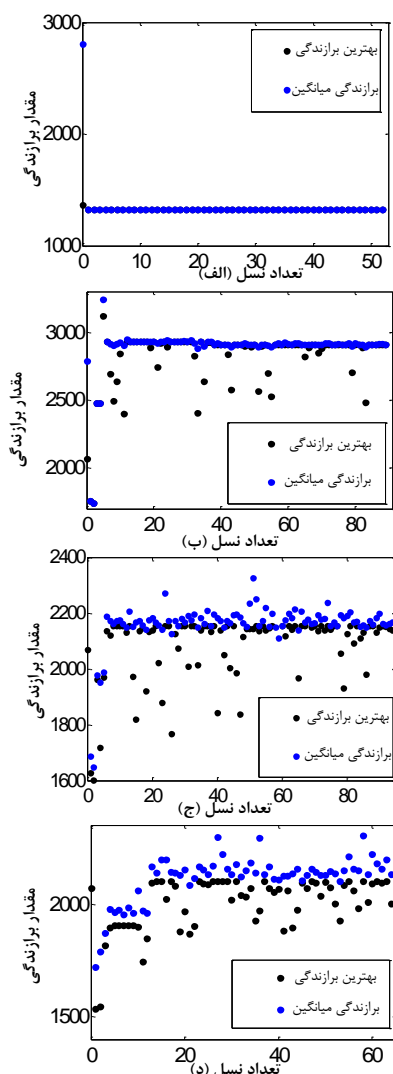 3000
2000
1000
مقدار برازندگی
بهترین برازندگی
برازندگی میانگین
0 10 20 30 40 50
تعداد نسل (الف)
3000
2500
2000
مقدار برازندگی
بهترین برازندگی
برازندگی میانگین
0 20 40 60 80
تعداد نسل (ب)
2400
2200
2000
1800
1600
مقدار برازندگی
بهترین برازندگی
برازندگی میانگین
0 20 40 60 80
تعداد نسل (ج)
2000
1500
مقدار برازندگی
بهترین برازندگی
برازندگی میانگین
0 20 40 60
تعداد نسل (د)